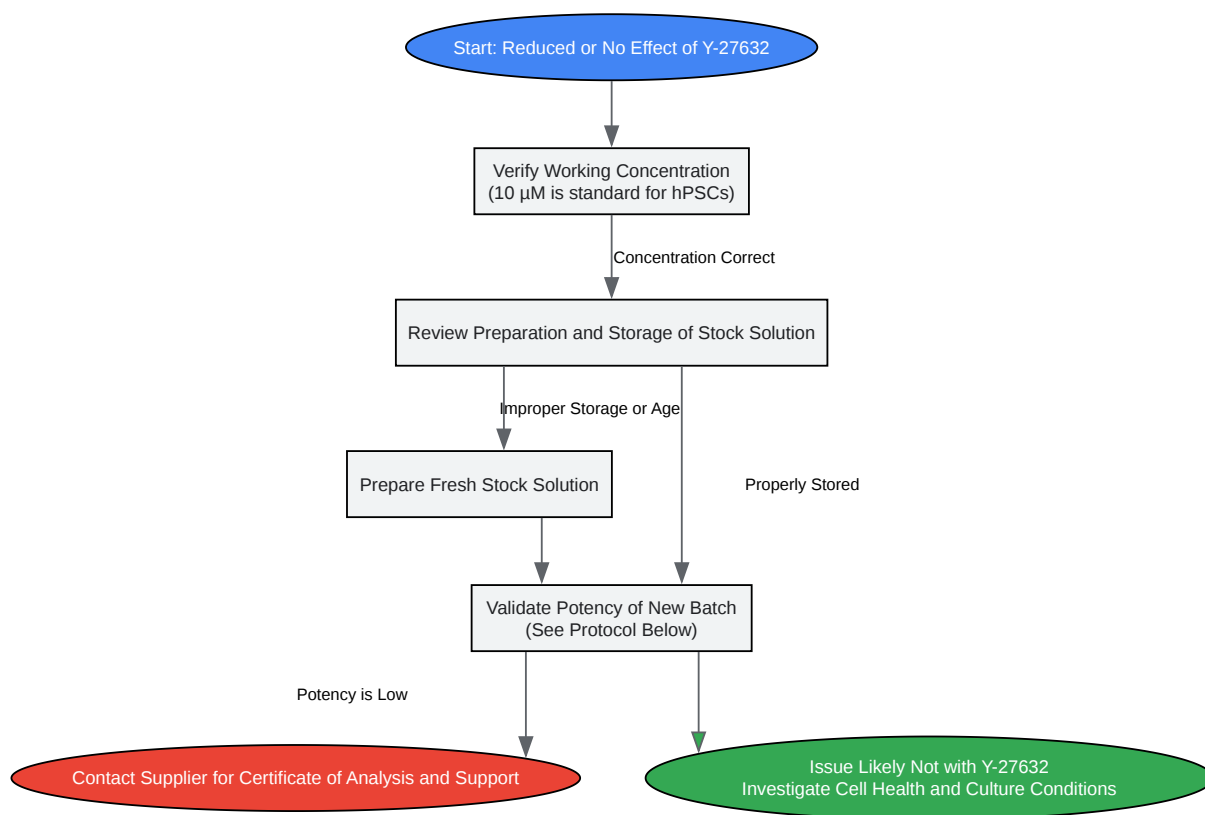 Start: Reduced or No Effect of Y-27632
Verify Working Concentration
(10 µM is standard for hPSCs)
Concentration Correct
Review Preparation and Storage of Stock Solution
Improper Storage or Age
Prepare Fresh Stock Solution
Properly Stored
Validate Potency of New Batch
(See Protocol Below)
Potency is Low
Contact Supplier for Certificate of Analysis and Support
Issue Likely Not with Y-27632
Investigate Cell Health and Culture Conditions